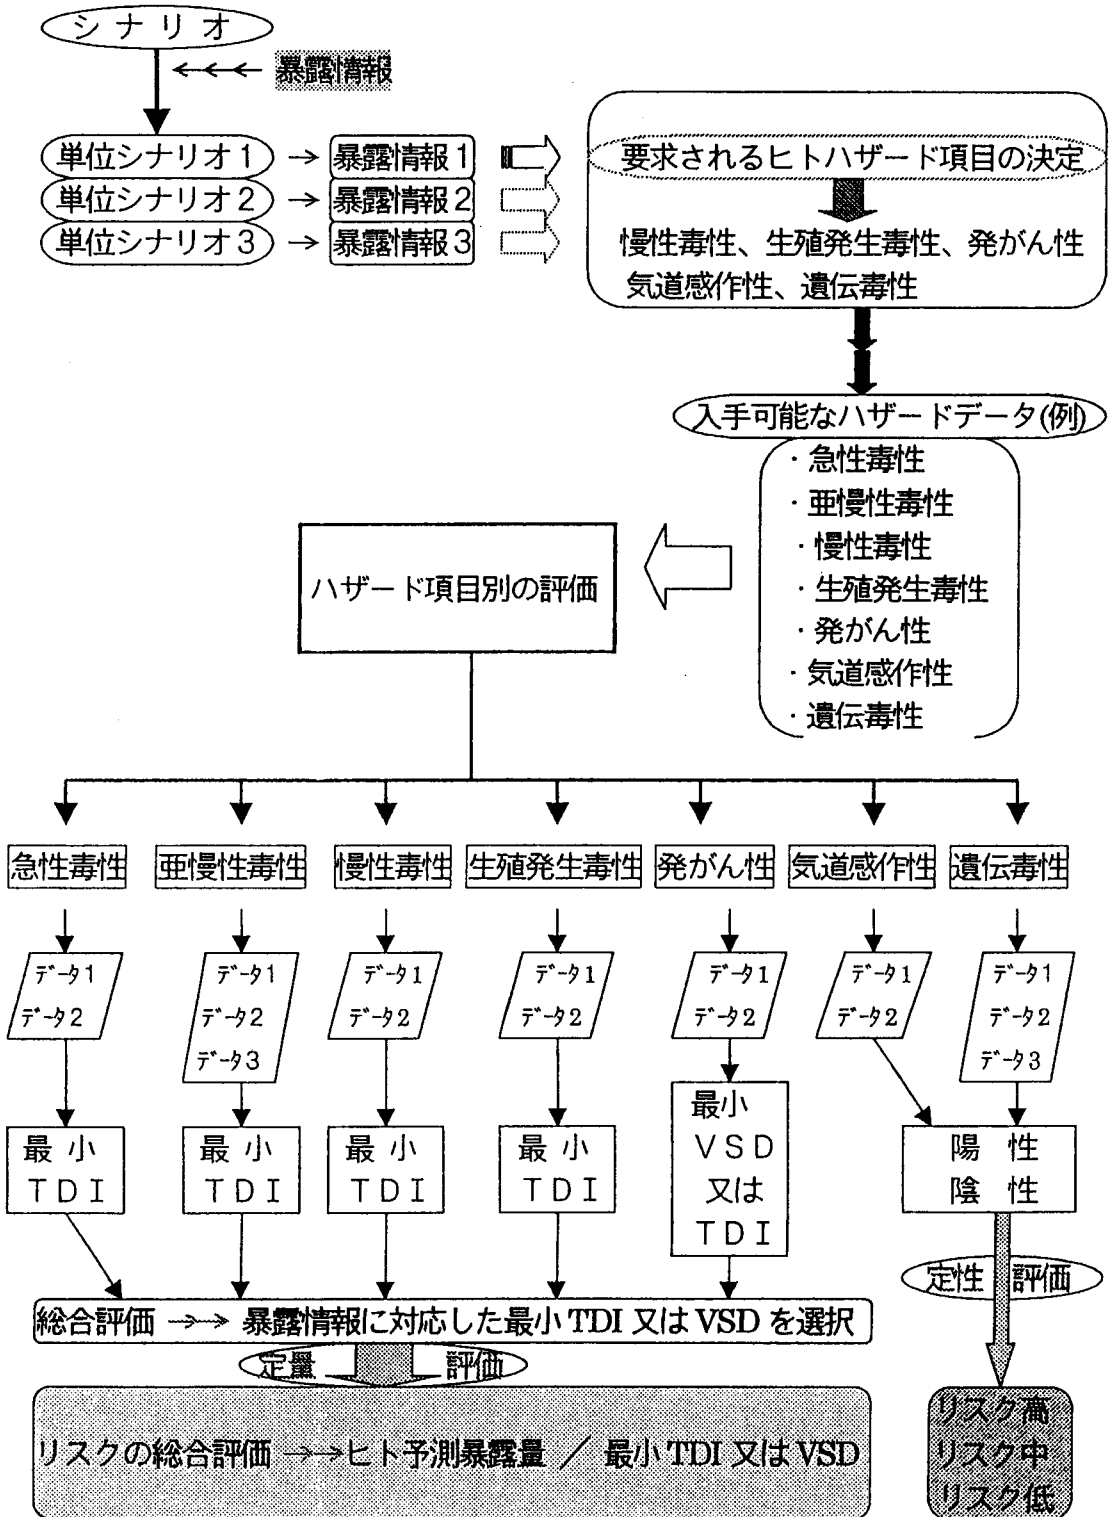 シナリオ
暴露情報
単位シナリオ1 → 暴露情報1
単位シナリオ2 → 暴露情報2
単位シナリオ3 → 暴露情報3
要求されるヒトハザード項目の決定
慢性毒性、生殖発生毒性、発がん性
気道感作性、遺伝毒性
入手可能なハザードデータ(例)
・急性毒性
・亜慢性毒性
・慢性毒性
・生殖発生毒性
・発がん性
・気道感作性
・遺伝毒性
ハザード項目別の評価
急性毒性 亜慢性毒性 慢性毒性 生殖発生毒性 発がん性 気道感作性 遺伝毒性
データ1
データ2
データ1
データ2
データ3
データ1
データ2
データ1
データ2
データ1
データ2
データ1
データ2
データ1
データ2
データ3
最小
TDI
最小
TDI
最小
TDI
最小
TDI
最小
VSD
又は
TDI
陽性
陰性
定性 評価
総合評価 →→ 暴露情報に対応した最小TDI又はVSDを選択
定量 評価
リスクの総合評価 →→ヒト予測暴露量 / 最小TDI又はVSD
リスク高
リスク中
リスク低